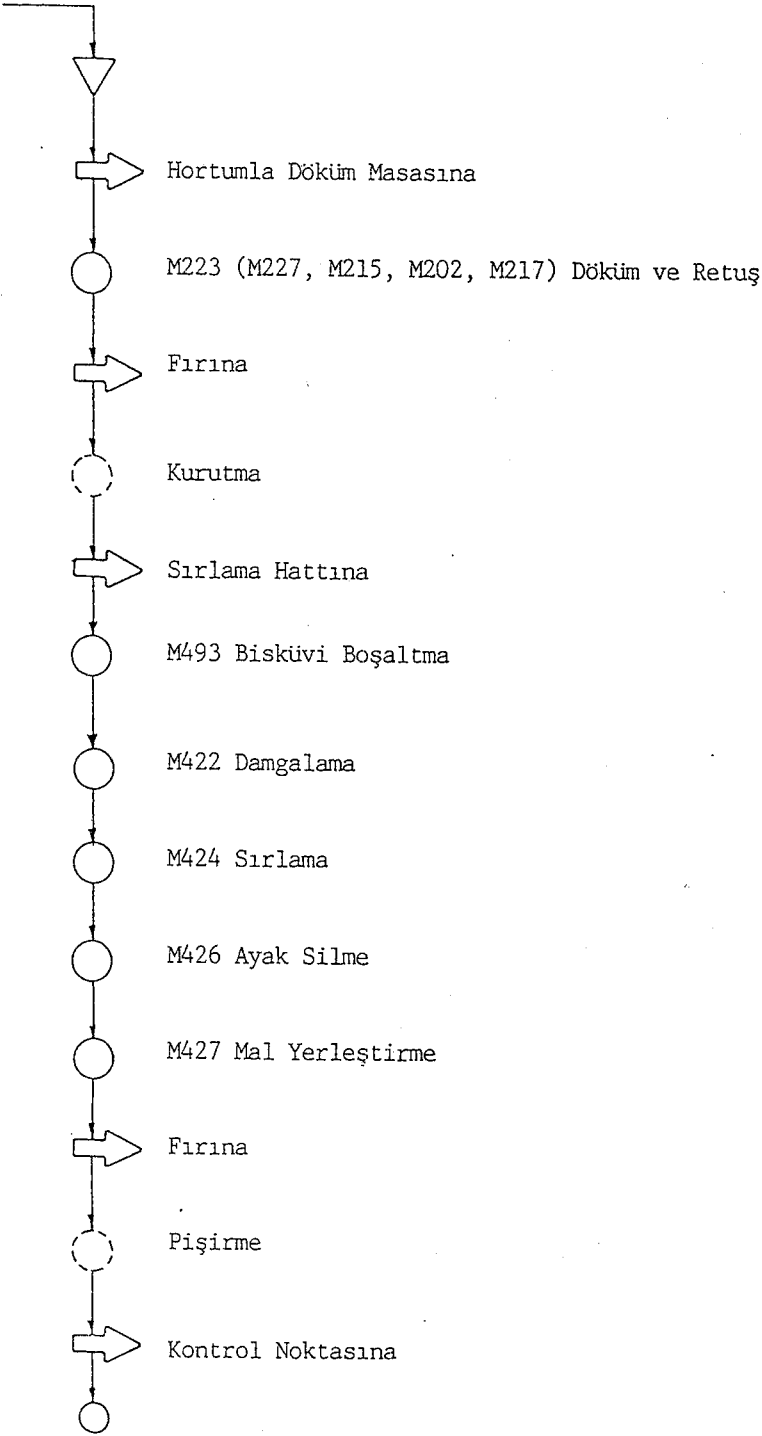 Hortumla Döküm Masasına
M223 (M227, M215, M202, M217) Döküm ve Retuş
Fırına
Kurutma
Sırlama Hattına
M493 Bisküvi Boşaltma
M422 Damgalama
M424 Sırlama
M426 Ayak Silme
M427 Mal Yerleştirme
Fırına
Pişirme
Kontrol Noktasına